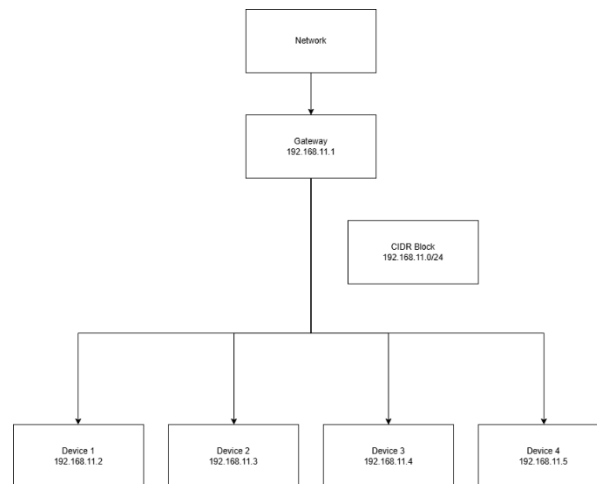 Network
Gateway
192.168.11.1
CIDR Block
192.168.11.0/24
Device 1
192.168.11.2
Device 2
192.168.11.3
Device 3
192.168.11.4
Device 4
192.168.11.5